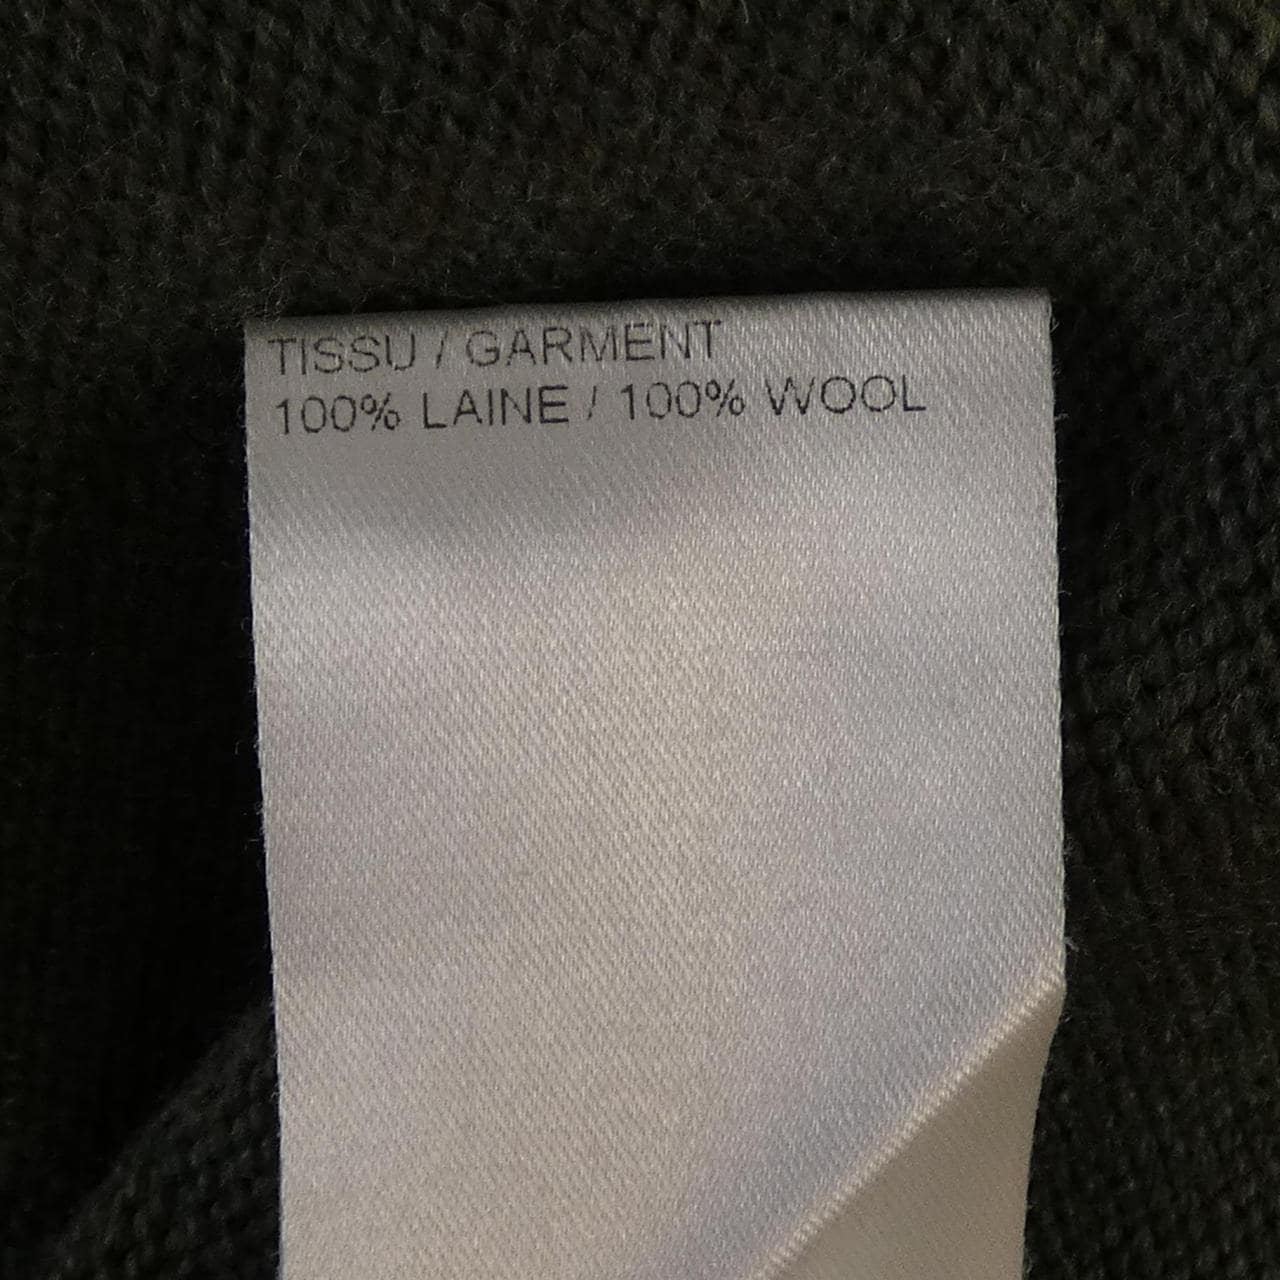 TISSU / GARMENT
100% LAINE / 100% WOOL